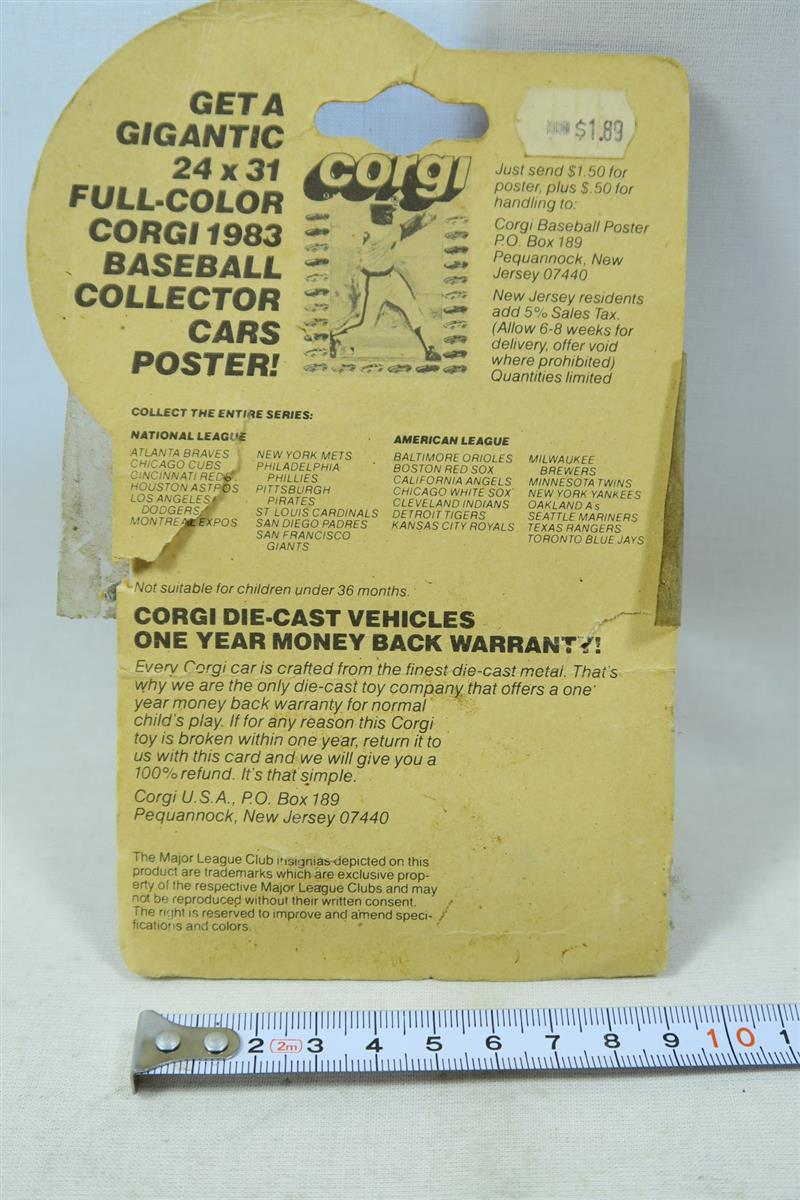 GET A
GIGANTIC
24 x 31
FULL-COLOR
CORGI 1983
BASEBALL
COLLECTOR
CARS
POSTER!
corgi
$1.89
Just send $1.50 for
poster, plus $.50 for
handling to:
Corgi Baseball Poster
P.O. Box 189
Pequannock, New
Jersey 07440
New Jersey residents
add 5% Sales Tax.
(Allow 6-8 weeks for
delivery, offer void
where prohibited)
Quantities limited
COLLECT THE ENTIRE SERIES:
NATIONAL LEAGUE
ATLANTA BRAVES
CHICAGO CUBS
CINCINNATI REDS
HOUSTON ASTROS
LOS ANGELES
DODGERS
MONTREAL EXPOS
NEW YORK METS
PHILADELPHIA
PHILLIES
PITTSBURGH
PIRATES
ST. LOUIS CARDINALS
SAN DIEGO PADRES
SAN FRANCISCO
GIANTS
AMERICAN LEAGUE
BALTIMORE ORIOLES
BOSTON RED SOX
CALIFORNIA ANGELS
CHICAGO WHITE SOX
CLEVELAND INDIANS
DETROIT TIGERS
KANSAS CITY ROYALS
MILWAUKEE
BREWERS
MINNESOTA TWINS
NEW YORK YANKEES
OAKLAND A's
SEATTLE MARINERS
TEXAS RANGERS
TORONTO BLUE JAYS
Not suitable for children under 36 months.
CORGI DIE-CAST VEHICLES
ONE YEAR MONEY BACK WARRANTY!
Every Corgi car is crafted from the finest die-cast metal. That's
why we are the only die-cast toy company that offers a one
year money back warranty for normal
child's play. If for any reason this Corgi
toy is broken within one year, return it to
us with this card and we will give you a
100% refund. It's that simple.
Corgi U.S.A., P.O. Box 189
Pequannock, New Jersey 07440
The Major League Club insignias depicted on this
product are trademarks which are exclusive prop-
erty of the respective Major League Clubs and may
not be reproduced without their written consent.
The right is reserved to improve and amend speci-
fications and colors.
2 2m 3 4 5 6 7 8 9 10 1